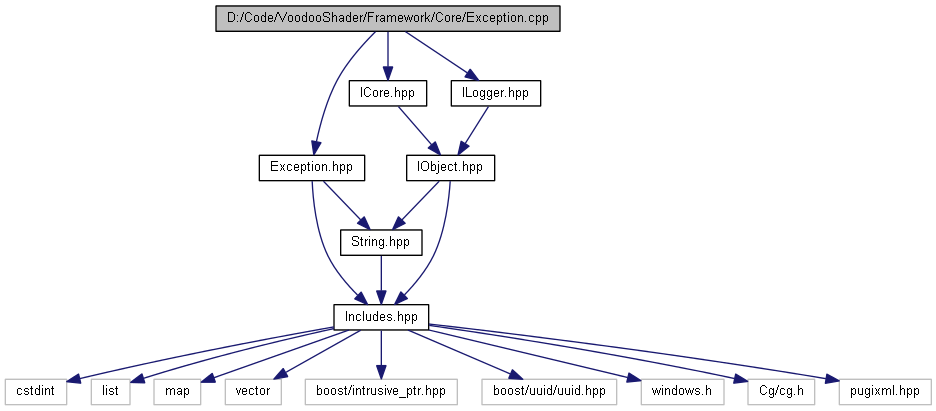 D:/Code/VoodooShader/Framework/Core/Exception.cpp
ICore.hpp
ILogger.hpp
Exception.hpp
IObject.hpp
String.hpp
Includes.hpp
cstdint
list
map
vector
boost/intrusive_ptr.hpp
boost/uuid/uuid.hpp
windows.h
Cg/cg.h
pugixml.hpp